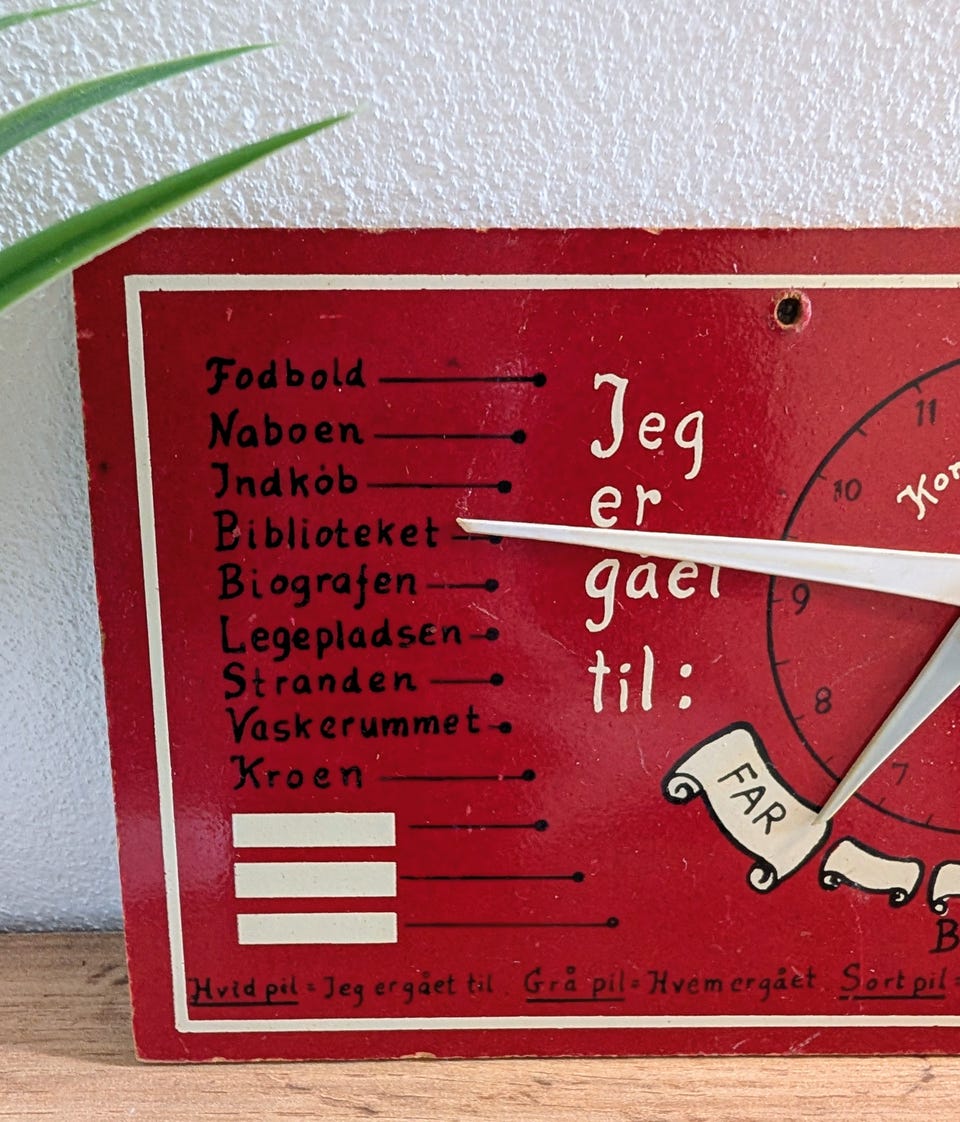 Fodbold
Naboen
Indkøb
Biblioteket
Biografen
Legepladsen
Stranden
Vaskerummet
Kroen
Jeg
er
gået
til:
11
10
9
8
7
FAR
Hvid pil = Jeg er gået til. Grå pil = Hvem er gået. Sort pil =